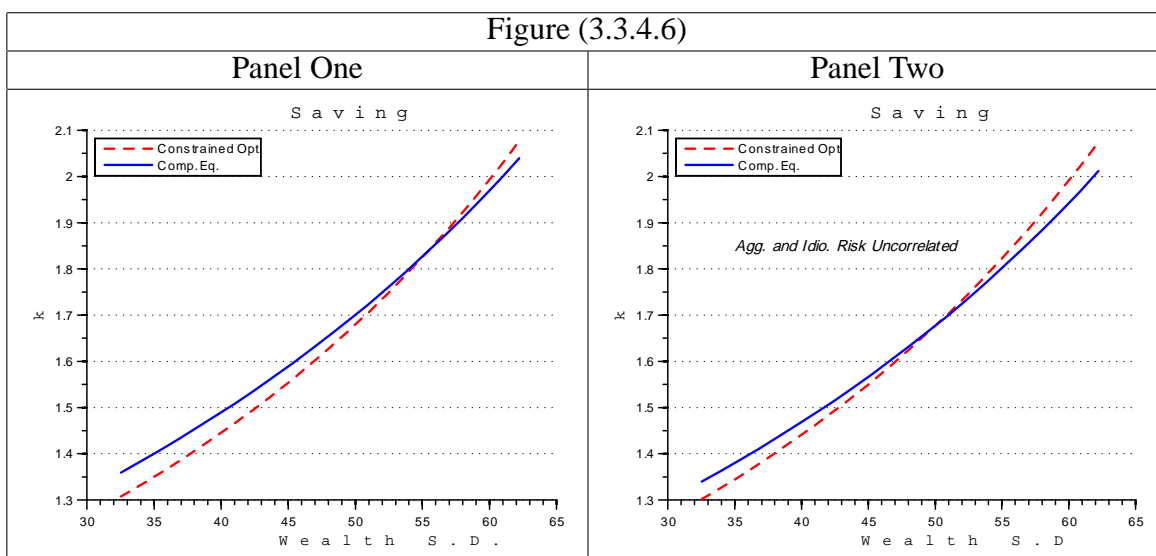 Figure (3.3.4.6)
Panel One
Panel Two
Saving
2.1
2
1.9
1.8
1.7
1.6
1.5
1.4
1.3
k
Constrained Opt.
Comp.Eq.
30 35 40 45 50 55 60 65
Wealth S.D.
Saving
2.1
2
1.9
1.8
1.7
1.6
1.5
1.4
1.3
k
Constrained Opt.
Comp.Eq.
Agg. and Idio. Risk Uncorrelated
30 35 40 45 50 55 60 65
Wealth S.D